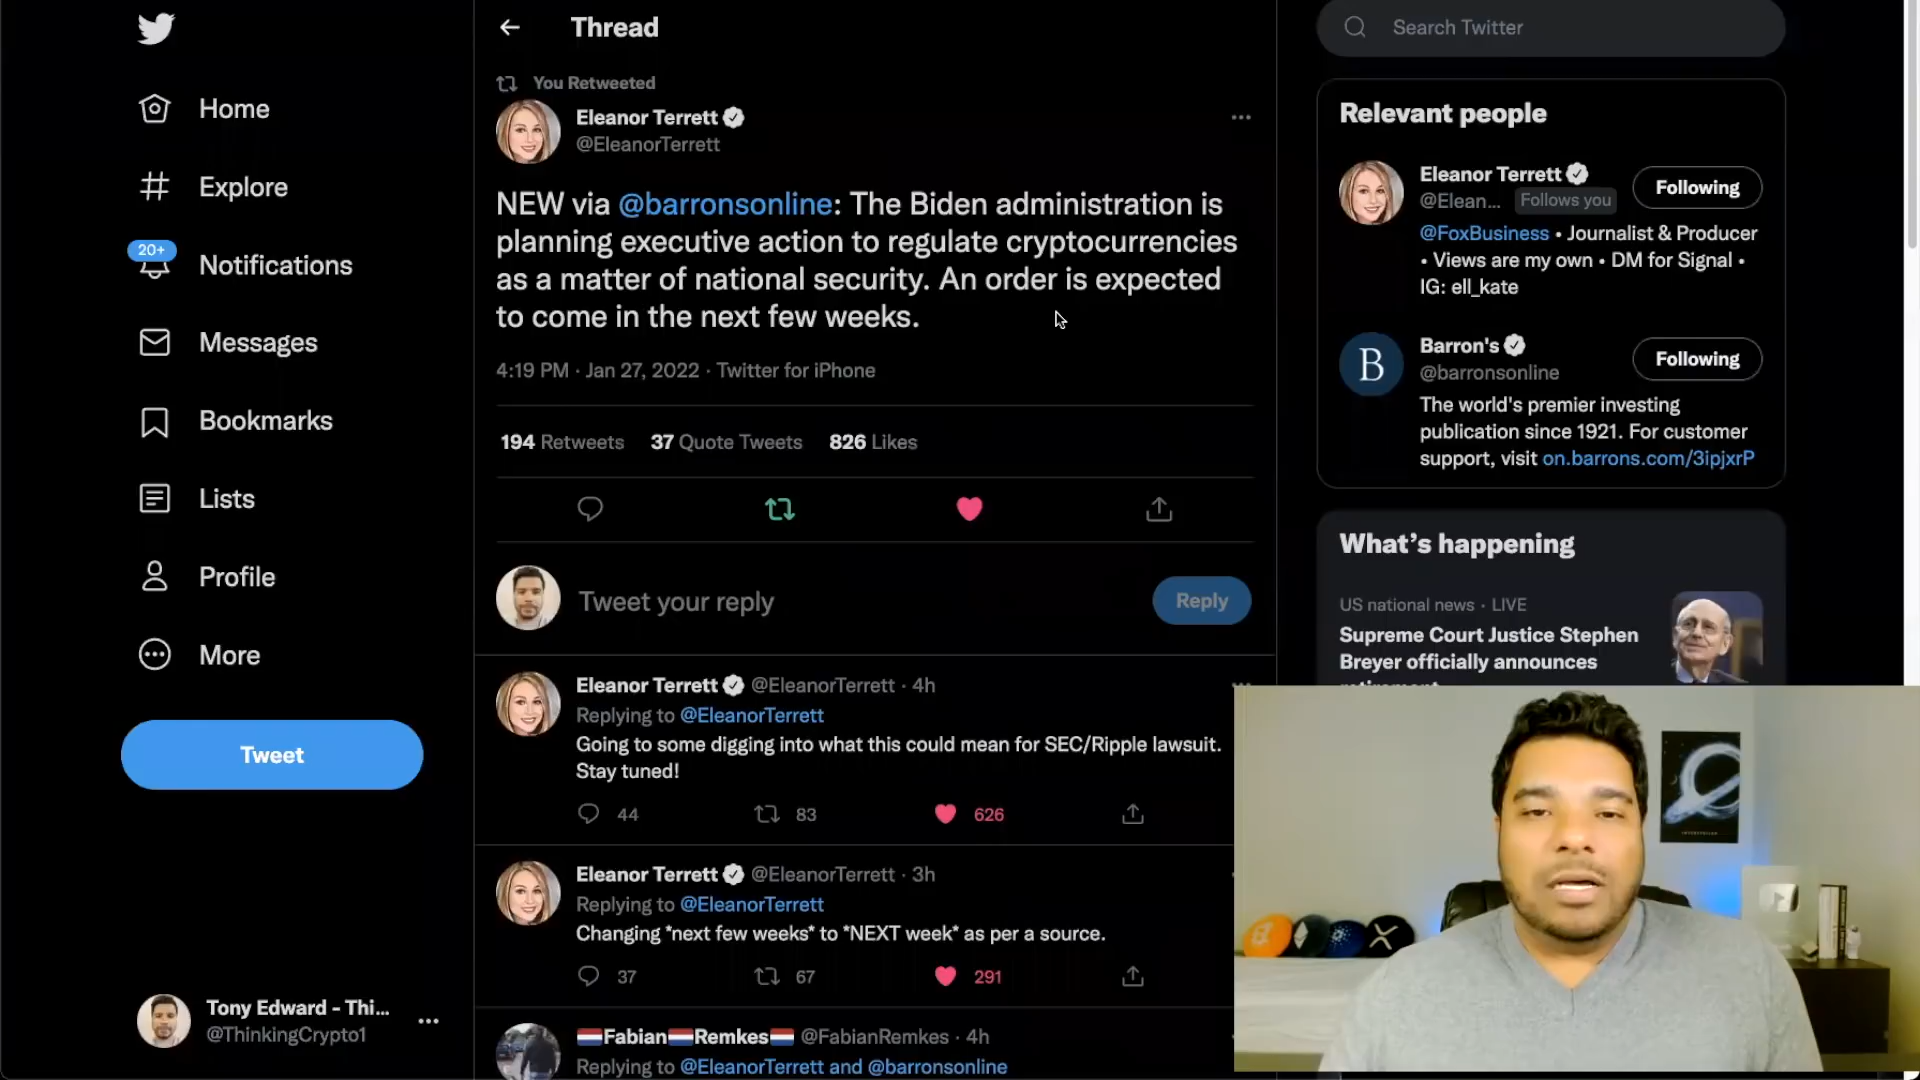 Home
Explore
20+
Notifications
Messages
Bookmarks
Lists
Profile
More
Tweet
Tony Edward - Thi...
@ThinkingCrypto1
Thread
You Retweeted
Eleanor Terrett
@EleanorTerrett
NEW via @barronsonline: The Biden administration is
planning executive action to regulate cryptocurrencies
as a matter of national security. An order is expected
to come in the next few weeks.
4:19 PM · Jan 27, 2022 · Twitter for iPhone
194 Retweets 37 Quote Tweets 826 Likes
Tweet your reply
Reply
Eleanor Terrett @EleanorTerrett · 4h
Replying to @EleanorTerrett
Going to some digging into what this could mean for SEC/Ripple lawsuit.
Stay tuned!
44 83 626
Eleanor Terrett @EleanorTerrett · 3h
Replying to @EleanorTerrett
Changing *next few weeks* to *NEXT week* as per a source.
37 67 291
Fabian Remkes @FabianRemkes · 4h
Replying to @EleanorTerrett and @barronsonline
Search Twitter
Relevant people
Eleanor Terrett
@Elean... Follows you
Following
@FoxBusiness • Journalist & Producer
• Views are my own • DM for Signal •
IG: ell_kate
Barron's
@barronsonline
Following
The world's premier investing
publication since 1921. For customer
support, visit on.barrons.com/3ipjxrP
What's happening
US national news · LIVE
Supreme Court Justice Stephen
Breyer officially announces
retirement